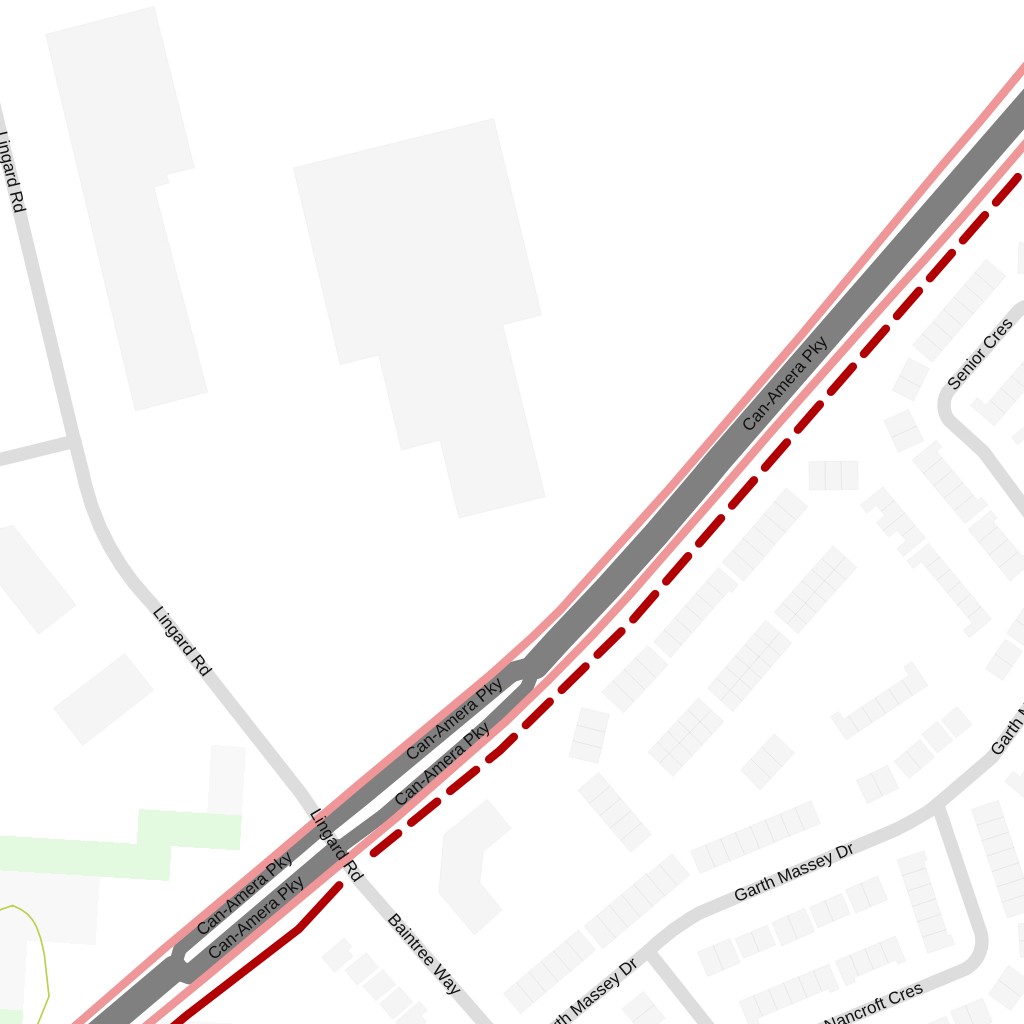 Lingard Rd
Can-Amera Pky
Senior Cres
Lingard Rd
Can-Amera Pky
Can-Amera Pky
Garth
Lingard Rd
Can-Amera Pky
Can-Amera Pky
Garth Massey Dr
Baintree Way
Massey Dr
Nancroft Cres